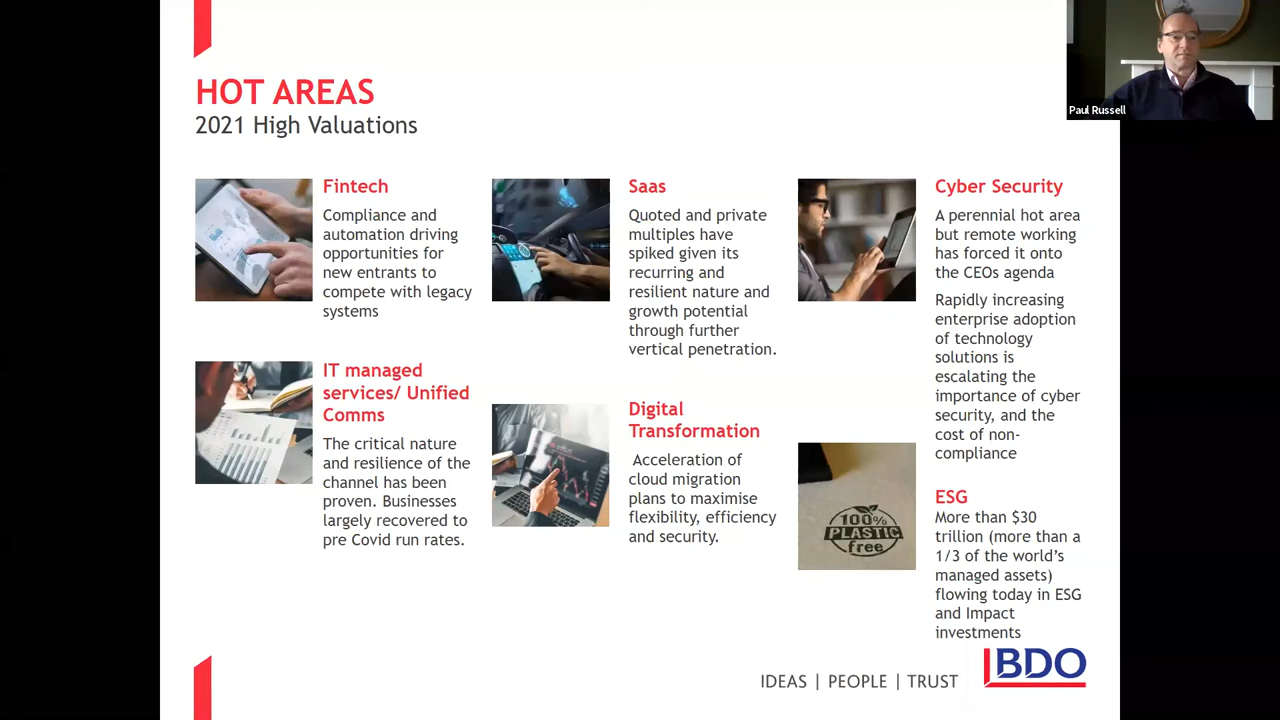 HOT AREAS
2021 High Valuations
Paul Russell
Fintech
Compliance and
automation driving
opportunities for
new entrants to
compete with legacy
systems
Saas
Quoted and private
multiples have
spiked given its
recurring and
resilient nature and
growth potential
through further
vertical penetration.
Cyber Security
A perennial hot area
but remote working
has forced it onto
the CEOs agenda
Rapidly increasing
enterprise adoption
of technology
solutions is
escalating the
importance of cyber
security, and the
cost of non-
compliance
IT managed
services/ Unified
Comms
The critical nature
and resilience of the
channel has been
proven. Businesses
largely recovered to
pre Covid run rates.
Digital
Transformation
Acceleration of
cloud migration
plans to maximise
flexibility, efficiency
and security.
100%
PLASTIC
free
ESG
More than $30
trillion (more than a
1/3 of the world’s
managed assets)
flowing today in ESG
and Impact
investments
IDEAS | PEOPLE | TRUST
BDO